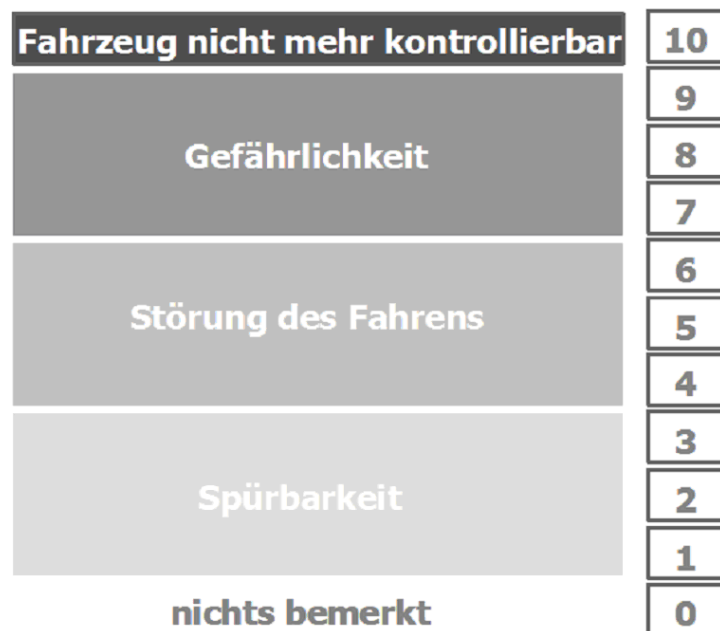 Fahrzeug nicht mehr kontrollierbar 10
9
Gefährlichkeit 8
7
6
Störung des Fahrens 5
4
3
Spürbarkeit 2
1
nichts bemerkt 0